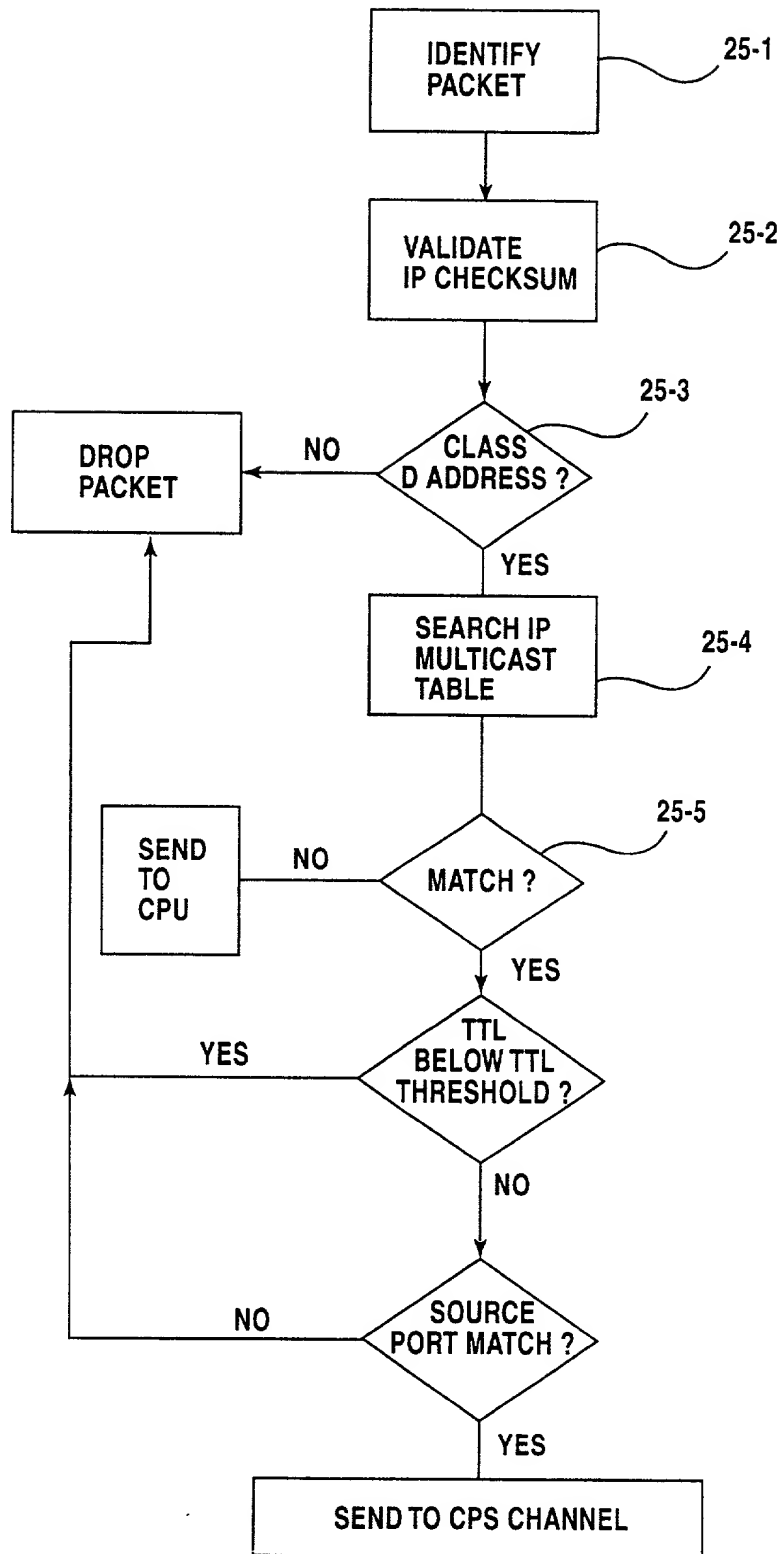 IDENTIFY
PACKET
25-1
VALIDATE
IP CHECKSUM
25-2
25-3
CLASS
D ADDRESS ?
NO
DROP
PACKET
YES
SEARCH IP
MULTICAST
TABLE
25-4
25-5
SEND
TO
CPU
NO
MATCH ?
YES
TTL
BELOW TTL
THRESHOLD ?
YES
NO
SOURCE
PORT MATCH ?
NO
YES
SEND TO CPS CHANNEL